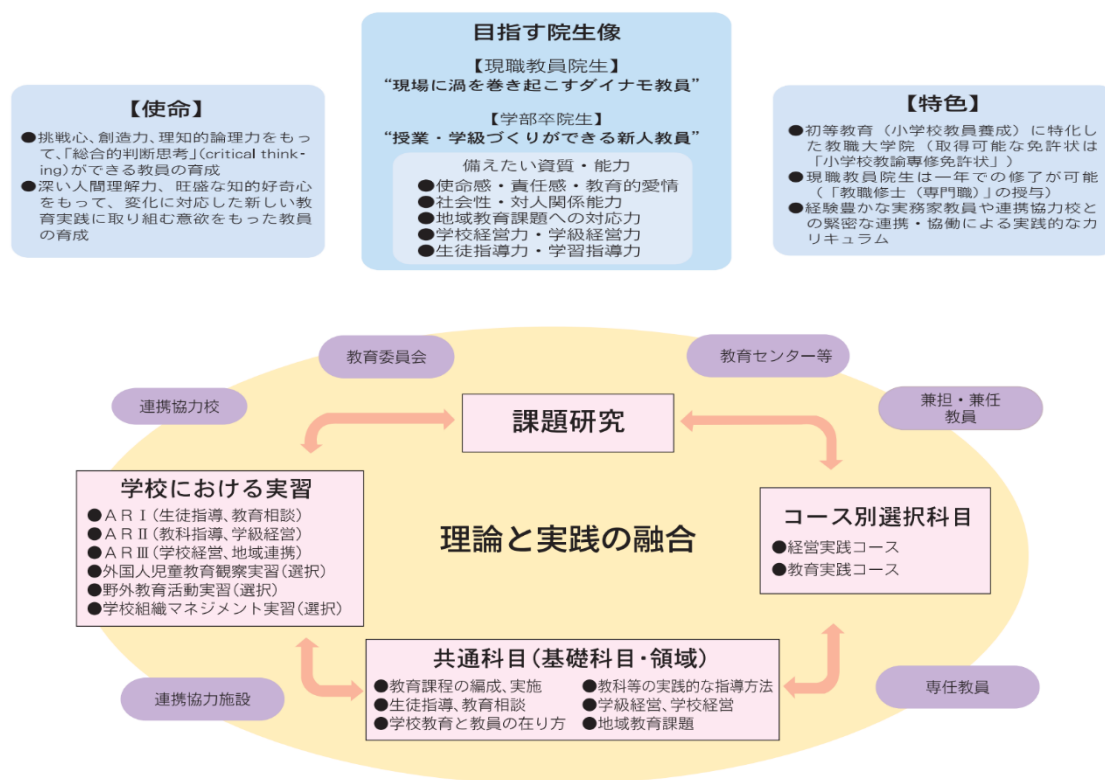 目指す院生像
【現職教員院生】
“現場に渦を巻き起こすダイナモ教員”
【学部卒院生】
“授業・学級づくりができる新人教員”
備えたい資質・能力
●使命感・責任感・教育的愛情
●社会性・対人関係能力
●地域教育課題への対応力
●学校経営力・学級経営力
●生徒指導力・学習指導力
【使命】
●挑戦心、創造力、理知的論理力をもっ
て、「総合的判断思考」(critical think-
ing)ができる教員の育成
●深い人間理解力、旺盛な知的好奇心
をもって、変化に対応した新しい教
育実践に取り組む意欲をもった教員
の育成
【特色】
●初等教育（小学校教員養成）に特化し
た教職大学院（取得可能な免許状は
「小学校教諭専修免許状」）
●現職教員院生は一年での修了が可能
（「教職修士（専門職）」の授与）
●経験豊かな実務家教員や連携協力校と
の緊密な連携・協働による実践的なカ
リキュラム
教育委員会
教育センター等
連携協力校
兼担・兼任
教員
課題研究
学校における実習
●ＡＲⅠ(生徒指導、教育相談)
●ＡＲⅡ(教科指導、学級経営)
●ＡＲⅢ(学校経営、地域連携)
●外国人児童教育観察実習(選択)
●野外教育活動実習(選択)
●学校組織マネジメント実習(選択)
理論と実践の融合
コース別選択科目
●経営実践コース
●教育実践コース
共通科目(基礎科目・領域)
●教育課程の編成、実施
●生徒指導、教育相談
●学校教育と教員の在り方
●教科等の実践的な指導方法
●学級経営、学校経営
●地域教育課題
連携協力施設
専任教員